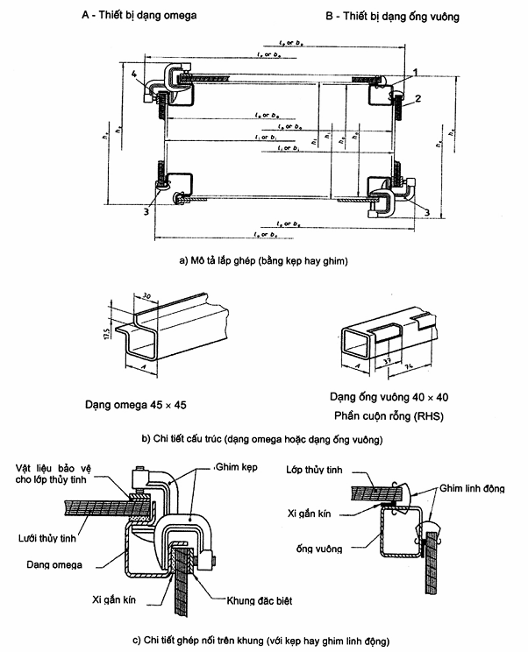 A - Thiết bị dạng omega
B - Thiết bị dạng ống vuông
4
1
2
3
3
a) Mô tả lắp ghép (bằng kẹp hay ghim)
30
17,5
A
A
37
74
Dạng omega 45 × 45
Dạng ống vuông 40 × 40
Phần cuộn rỗng (RHS)
b) Chi tiết cấu trúc (dạng omega hoặc dạng ống vuông)
Vật liệu bảo vệ
cho lớp thủy tinh
Ghim kẹp
Lưới thủy tinh
Dạng omega
Xi gắn kín
Khung đặc biệt
Lớp thủy tinh
Ghim linh động
Xi gắn kín
ống vuông
c) Chi tiết ghép nối trên khung (với kẹp hay ghim linh động)